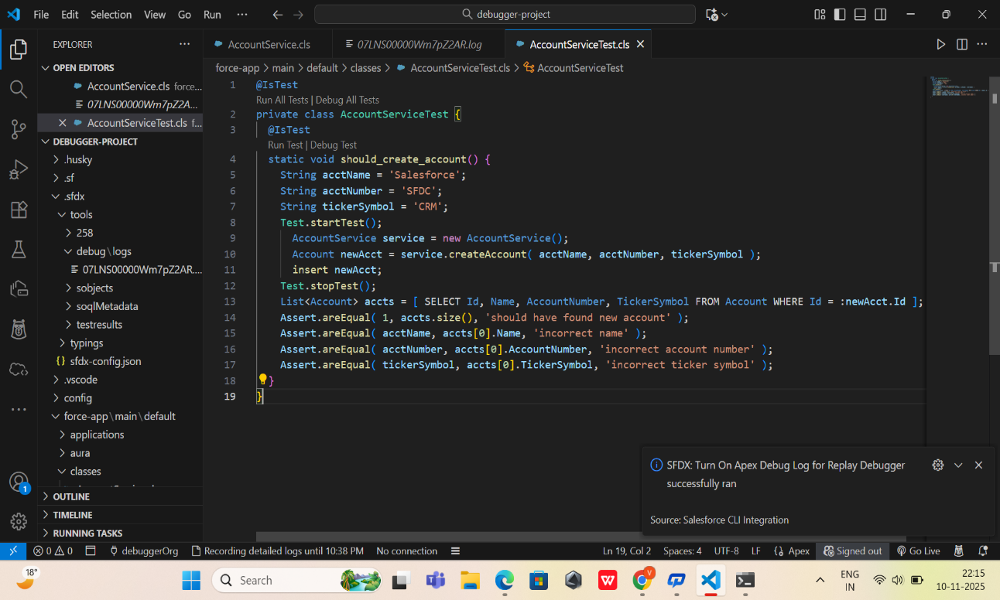 File Edit Selection View Go Run ··· debugger-project
EXPLORER ···
OPEN EDITORS
AccountService.cls force...
07LNS00000Wm7pZ2A...
AccountServiceTest.cls f...
DEBUGGER-PROJECT
.husky
.sf
.sfdx
tools
258
debug\logs
07LNS00000Wm7pZ2AR....
sobjects
soqlMetadata
testresults
typings
{} sfdx-config.json
.vscode
config
force-app\main\default
applications
aura
classes
OUTLINE
TIMELINE
RUNNING TASKS
1
AccountService.cls 07LNS00000Wm7pZ2AR.log AccountServiceTest.cls
force-app > main > default > classes > AccountServiceTest.cls > AccountServiceTest
1 @IsTest
Run All Tests | Debug All Tests
2 private class AccountServiceTest {
3 @IsTest
Run Test | Debug Test
4 static void should_create_account() {
5 String acctName = 'Salesforce';
6 String acctNumber = 'SFDC';
7 String tickerSymbol = 'CRM';
8 Test.startTest();
9 AccountService service = new AccountService();
10 Account newAcct = service.createAccount( acctName, acctNumber, tickerSymbol );
11 insert newAcct;
12 Test.stopTest();
13 List<Account> accts = [ SELECT Id, Name, AccountNumber, TickerSymbol FROM Account WHERE Id = :newAcct.Id ];
14 Assert.areEqual( 1, accts.size(), 'should have found new account' );
15 Assert.areEqual( acctName, accts[0].Name, 'incorrect name' );
16 Assert.areEqual( acctNumber, accts[0].AccountNumber, 'incorrect account number' );
17 Assert.areEqual( tickerSymbol, accts[0].TickerSymbol, 'incorrect ticker symbol' );
18 }
19 }
SFDX: Turn On Apex Debug Log for Replay Debugger
successfully ran
Source: Salesforce CLI Integration
0 0 debuggerOrg Recording detailed logs until 10:38 PM No connection Ln 19, Col 2 Spaces: 4 UTF-8 LF Apex Signed out Go Live
18° Search ENG 22:15
IN 10-11-2025